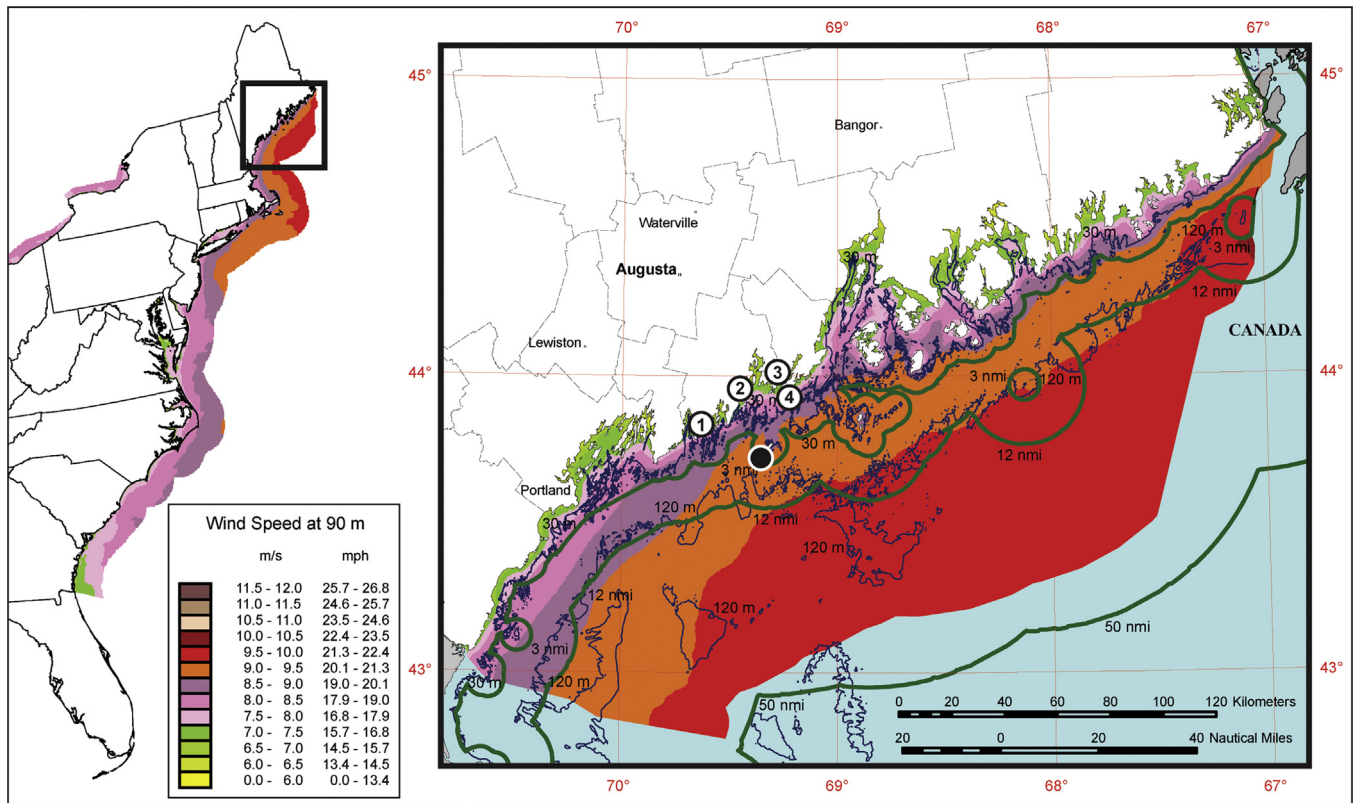 70°
69°
68°
67°
45°
45°
Bangor
Waterville
Augusta
30 m
30 m
120 m
3 nmi
12 nmi
CANADA
Lewiston
44°
44°
3
2
30 m
4
1
3 nmi
120 m
30 m
12 nmi
3 nmi
Portland
120 m
12 nmi
30 m
120 m
12 nmi
120 m
50 nmi
3 nmi
43°
43°
30 m
120 m
50 nmi
0 20 40 60 80 100 120 Kilometers
20 0 20 40 Nautical Miles
70°
69°
68°
67°
Wind Speed at 90 m
m/s mph
11.5 - 12.0 25.7 - 26.8
11.0 - 11.5 24.6 - 25.7
10.5 - 11.0 23.5 - 24.6
10.0 - 10.5 22.4 - 23.5
9.5 - 10.0 21.3 - 22.4
9.0 - 9.5 20.1 - 21.3
8.5 - 9.0 19.0 - 20.1
8.0 - 8.5 17.9 - 19.0
7.5 - 8.0 16.8 - 17.9
7.0 - 7.5 15.7 - 16.8
6.5 - 7.0 14.5 - 15.7
6.0 - 6.5 13.4 - 14.5
0.0 - 6.0 0.0 - 13.4